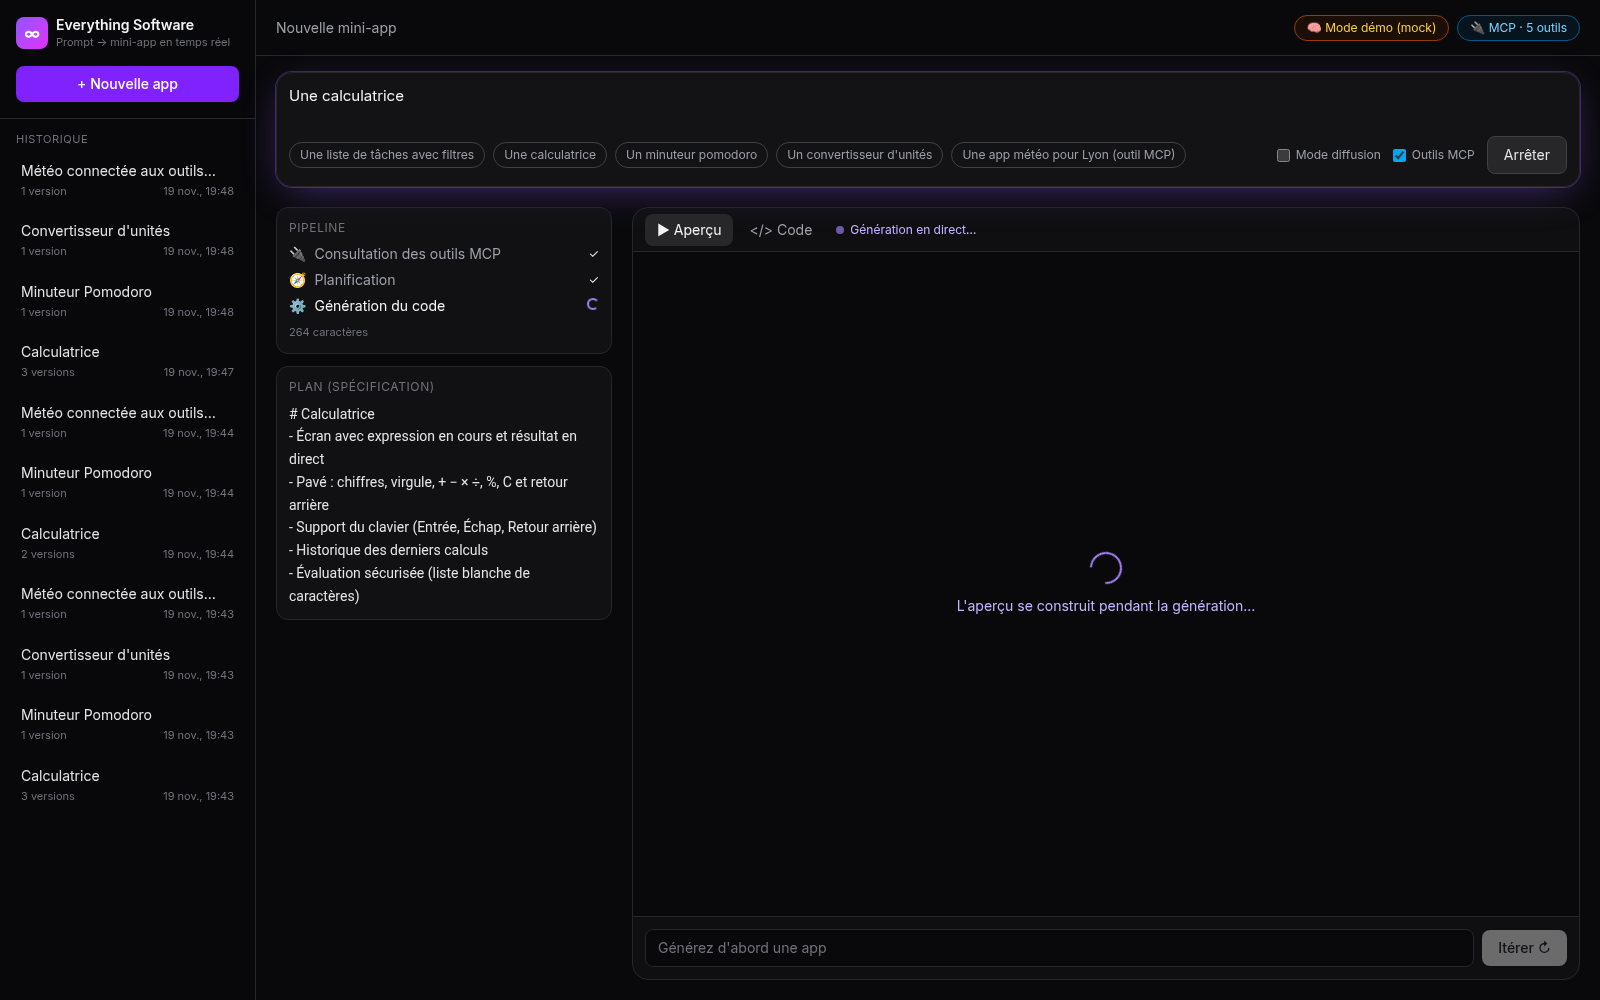 Everything Software
Prompt → mini-app en temps réel
+ Nouvelle app
HISTORIQUE
Météo connectée aux outils...
1 version 19 nov., 19:48
Convertisseur d'unités
1 version 19 nov., 19:48
Minuteur Pomodoro
1 version 19 nov., 19:48
Calculatrice
3 versions 19 nov., 19:47
Météo connectée aux outils...
1 version 19 nov., 19:44
Minuteur Pomodoro
1 version 19 nov., 19:44
Calculatrice
2 versions 19 nov., 19:44
Météo connectée aux outils...
1 version 19 nov., 19:43
Convertisseur d'unités
1 version 19 nov., 19:43
Minuteur Pomodoro
1 version 19 nov., 19:43
Calculatrice
3 versions 19 nov., 19:43
Nouvelle mini-app
🧠 Mode démo (mock)
🔌 MCP · 5 outils
Une calculatrice
Une liste de tâches avec filtres
Une calculatrice
Un minuteur pomodoro
Un convertisseur d'unités
Une app météo pour Lyon (outil MCP)
Mode diffusion
Outils MCP
Arrêter
PIPELINE
🔌 Consultation des outils MCP ✓
🧭 Planification ✓
⚙️ Génération du code
264 caractères
PLAN (SPÉCIFICATION)
# Calculatrice
- Écran avec expression en cours et résultat en
direct
- Pavé : chiffres, virgule, + − × ÷, %, C et retour
arrière
- Support du clavier (Entrée, Échap, Retour arrière)
- Historique des derniers calculs
- Évaluation sécurisée (liste blanche de
caractères)
▶ Aperçu
</> Code
Génération en direct...
L'aperçu se construit pendant la génération...
Générez d'abord une app
Itérer ↻